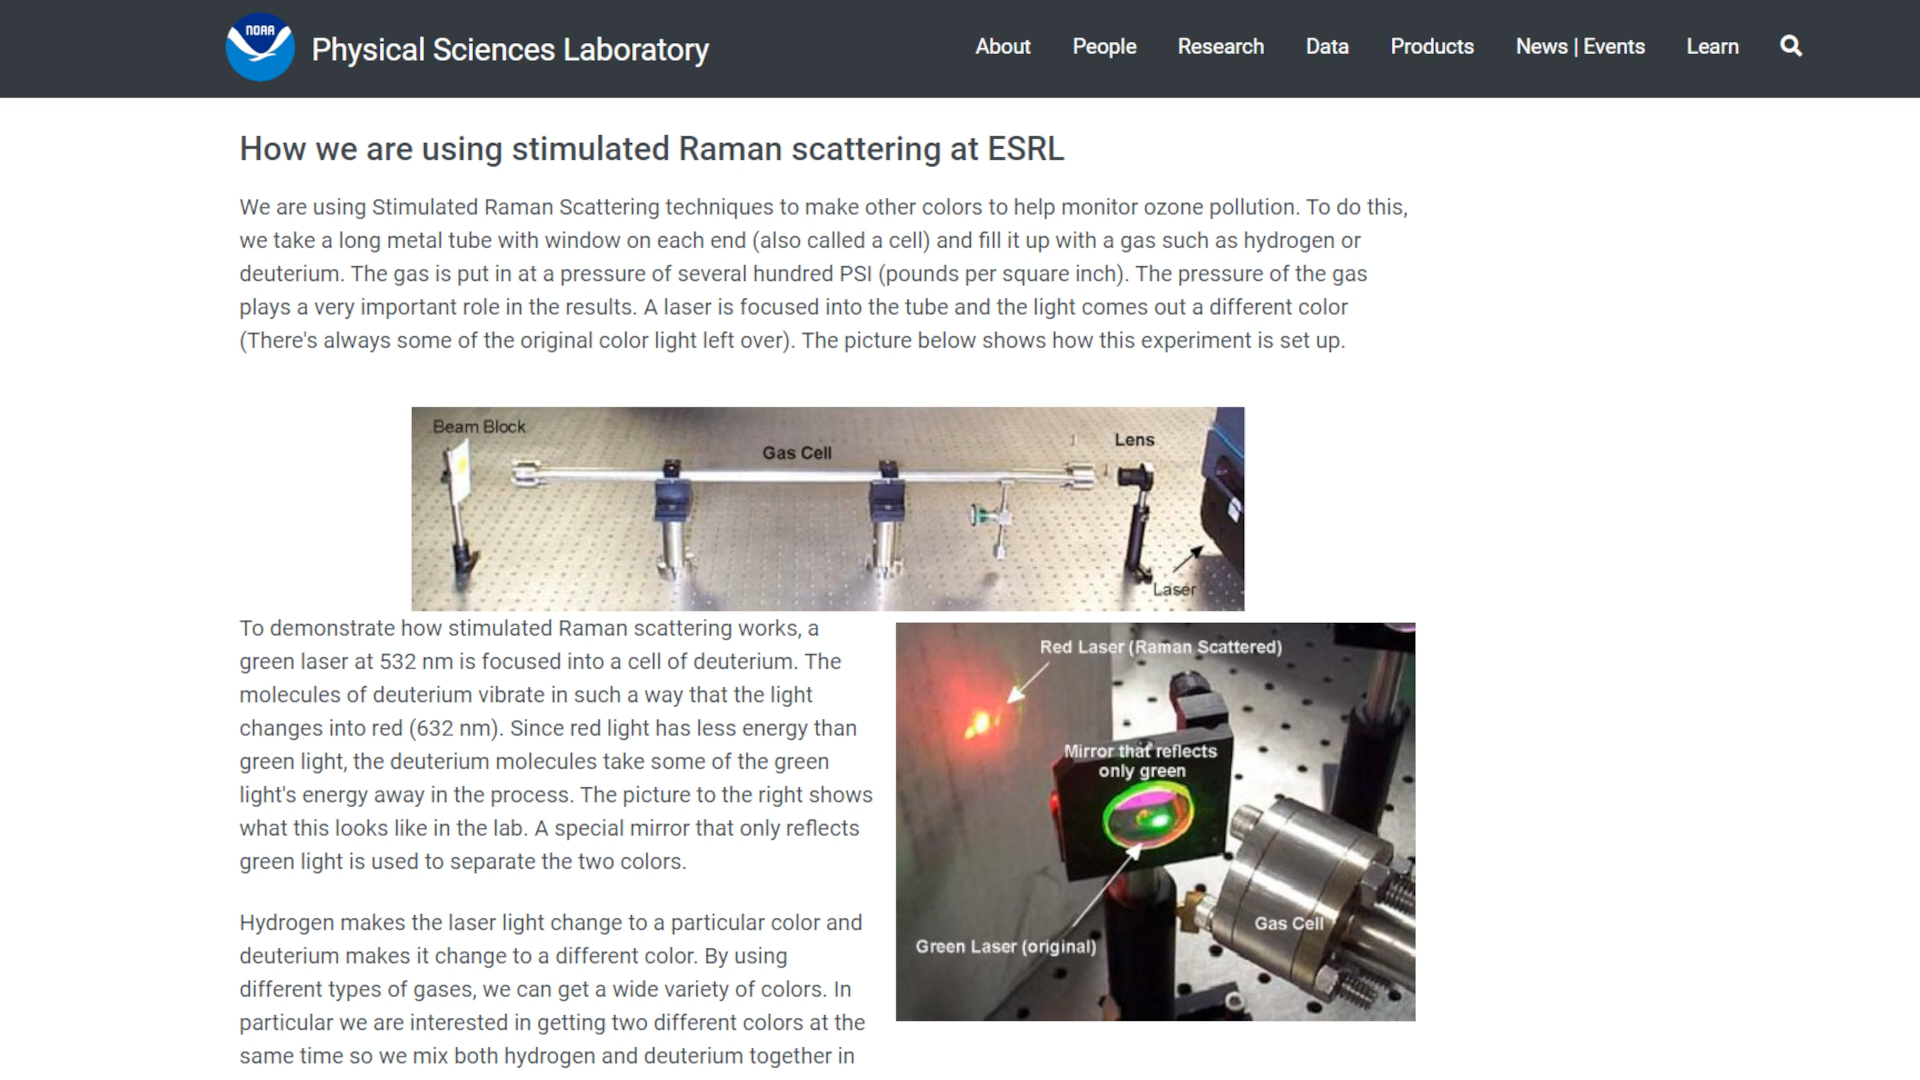 NOAA
Physical Sciences Laboratory
About
People
Research
Data
Products
News | Events
Learn
How we are using stimulated Raman scattering at ESRL
We are using Stimulated Raman Scattering techniques to make other colors to help monitor ozone pollution. To do this,
we take a long metal tube with window on each end (also called a cell) and fill it up with a gas such as hydrogen or
deuterium. The gas is put in at a pressure of several hundred PSI (pounds per square inch). The pressure of the gas
plays a very important role in the results. A laser is focused into the tube and the light comes out a different color
(There's always some of the original color light left over). The picture below shows how this experiment is set up.
Beam Block
Gas Cell
Lens
Laser
To demonstrate how stimulated Raman scattering works, a
green laser at 532 nm is focused into a cell of deuterium. The
molecules of deuterium vibrate in such a way that the light
changes into red (632 nm). Since red light has less energy than
green light, the deuterium molecules take some of the green
light's energy away in the process. The picture to the right shows
what this looks like in the lab. A special mirror that only reflects
green light is used to separate the two colors.
Hydrogen makes the laser light change to a particular color and
deuterium makes it change to a different color. By using
different types of gases, we can get a wide variety of colors. In
particular we are interested in getting two different colors at the
same time so we mix both hydrogen and deuterium together in
Red Laser (Raman Scattered)
Mirror that reflects
only green
Gas Cell
Green Laser (original)